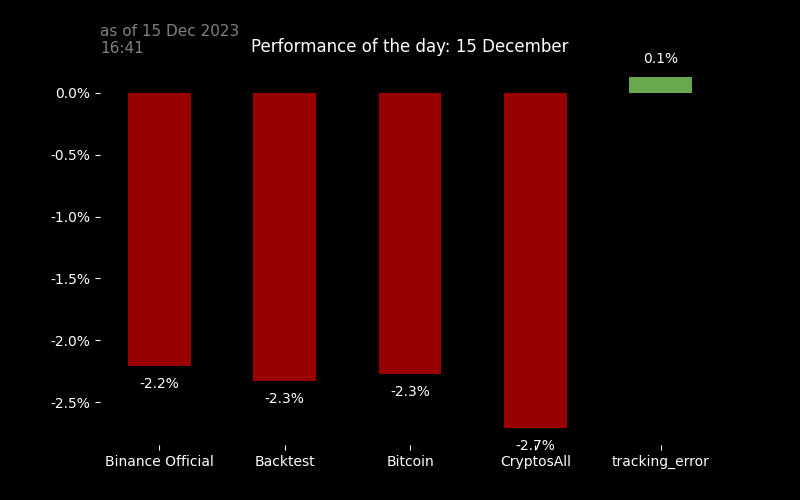 as of 15 Dec 2023
16:41
Performance of the day: 15 December
0.1%
0.0%
-0.5%
-1.0%
-1.5%
-2.0%
-2.5%
-2.2%
-2.3%
-2.3%
-2.7%
Binance Official
Backtest
Bitcoin
CryptosAll
tracking_error